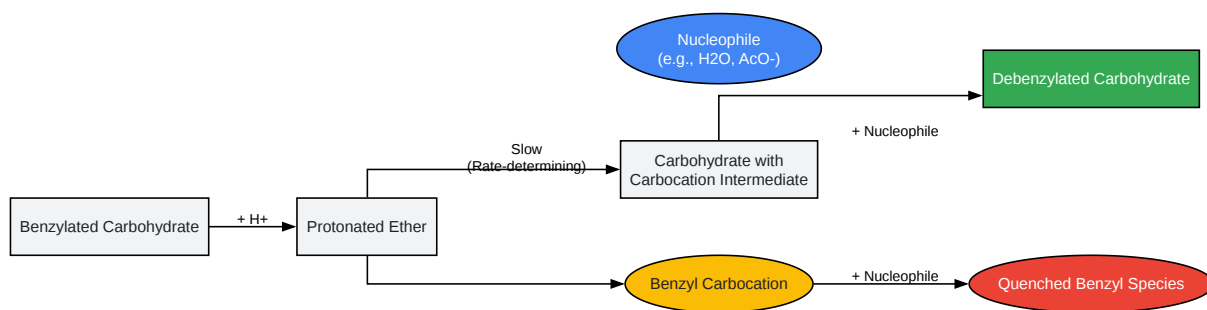 Nucleophile
(e.g., H2O, AcO-)
Debenzylated Carbohydrate
+ Nucleophile
Slow
(Rate-determining)
Carbohydrate with
Carbocation Intermediate
Benzylated Carbohydrate
+ H+
Protonated Ether
Benzyl Carbocation
+ Nucleophile
Quenched Benzyl Species